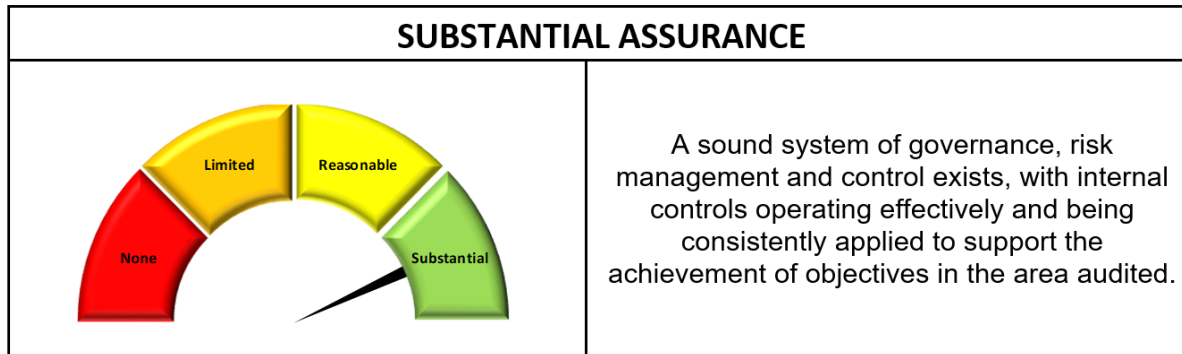 SUBSTANTIAL ASSURANCE
Limited
Reasonable
None
Substantial
A sound system of governance, risk
management and control exists, with internal
controls operating effectively and being
consistently applied to support the
achievement of objectives in the area audited.